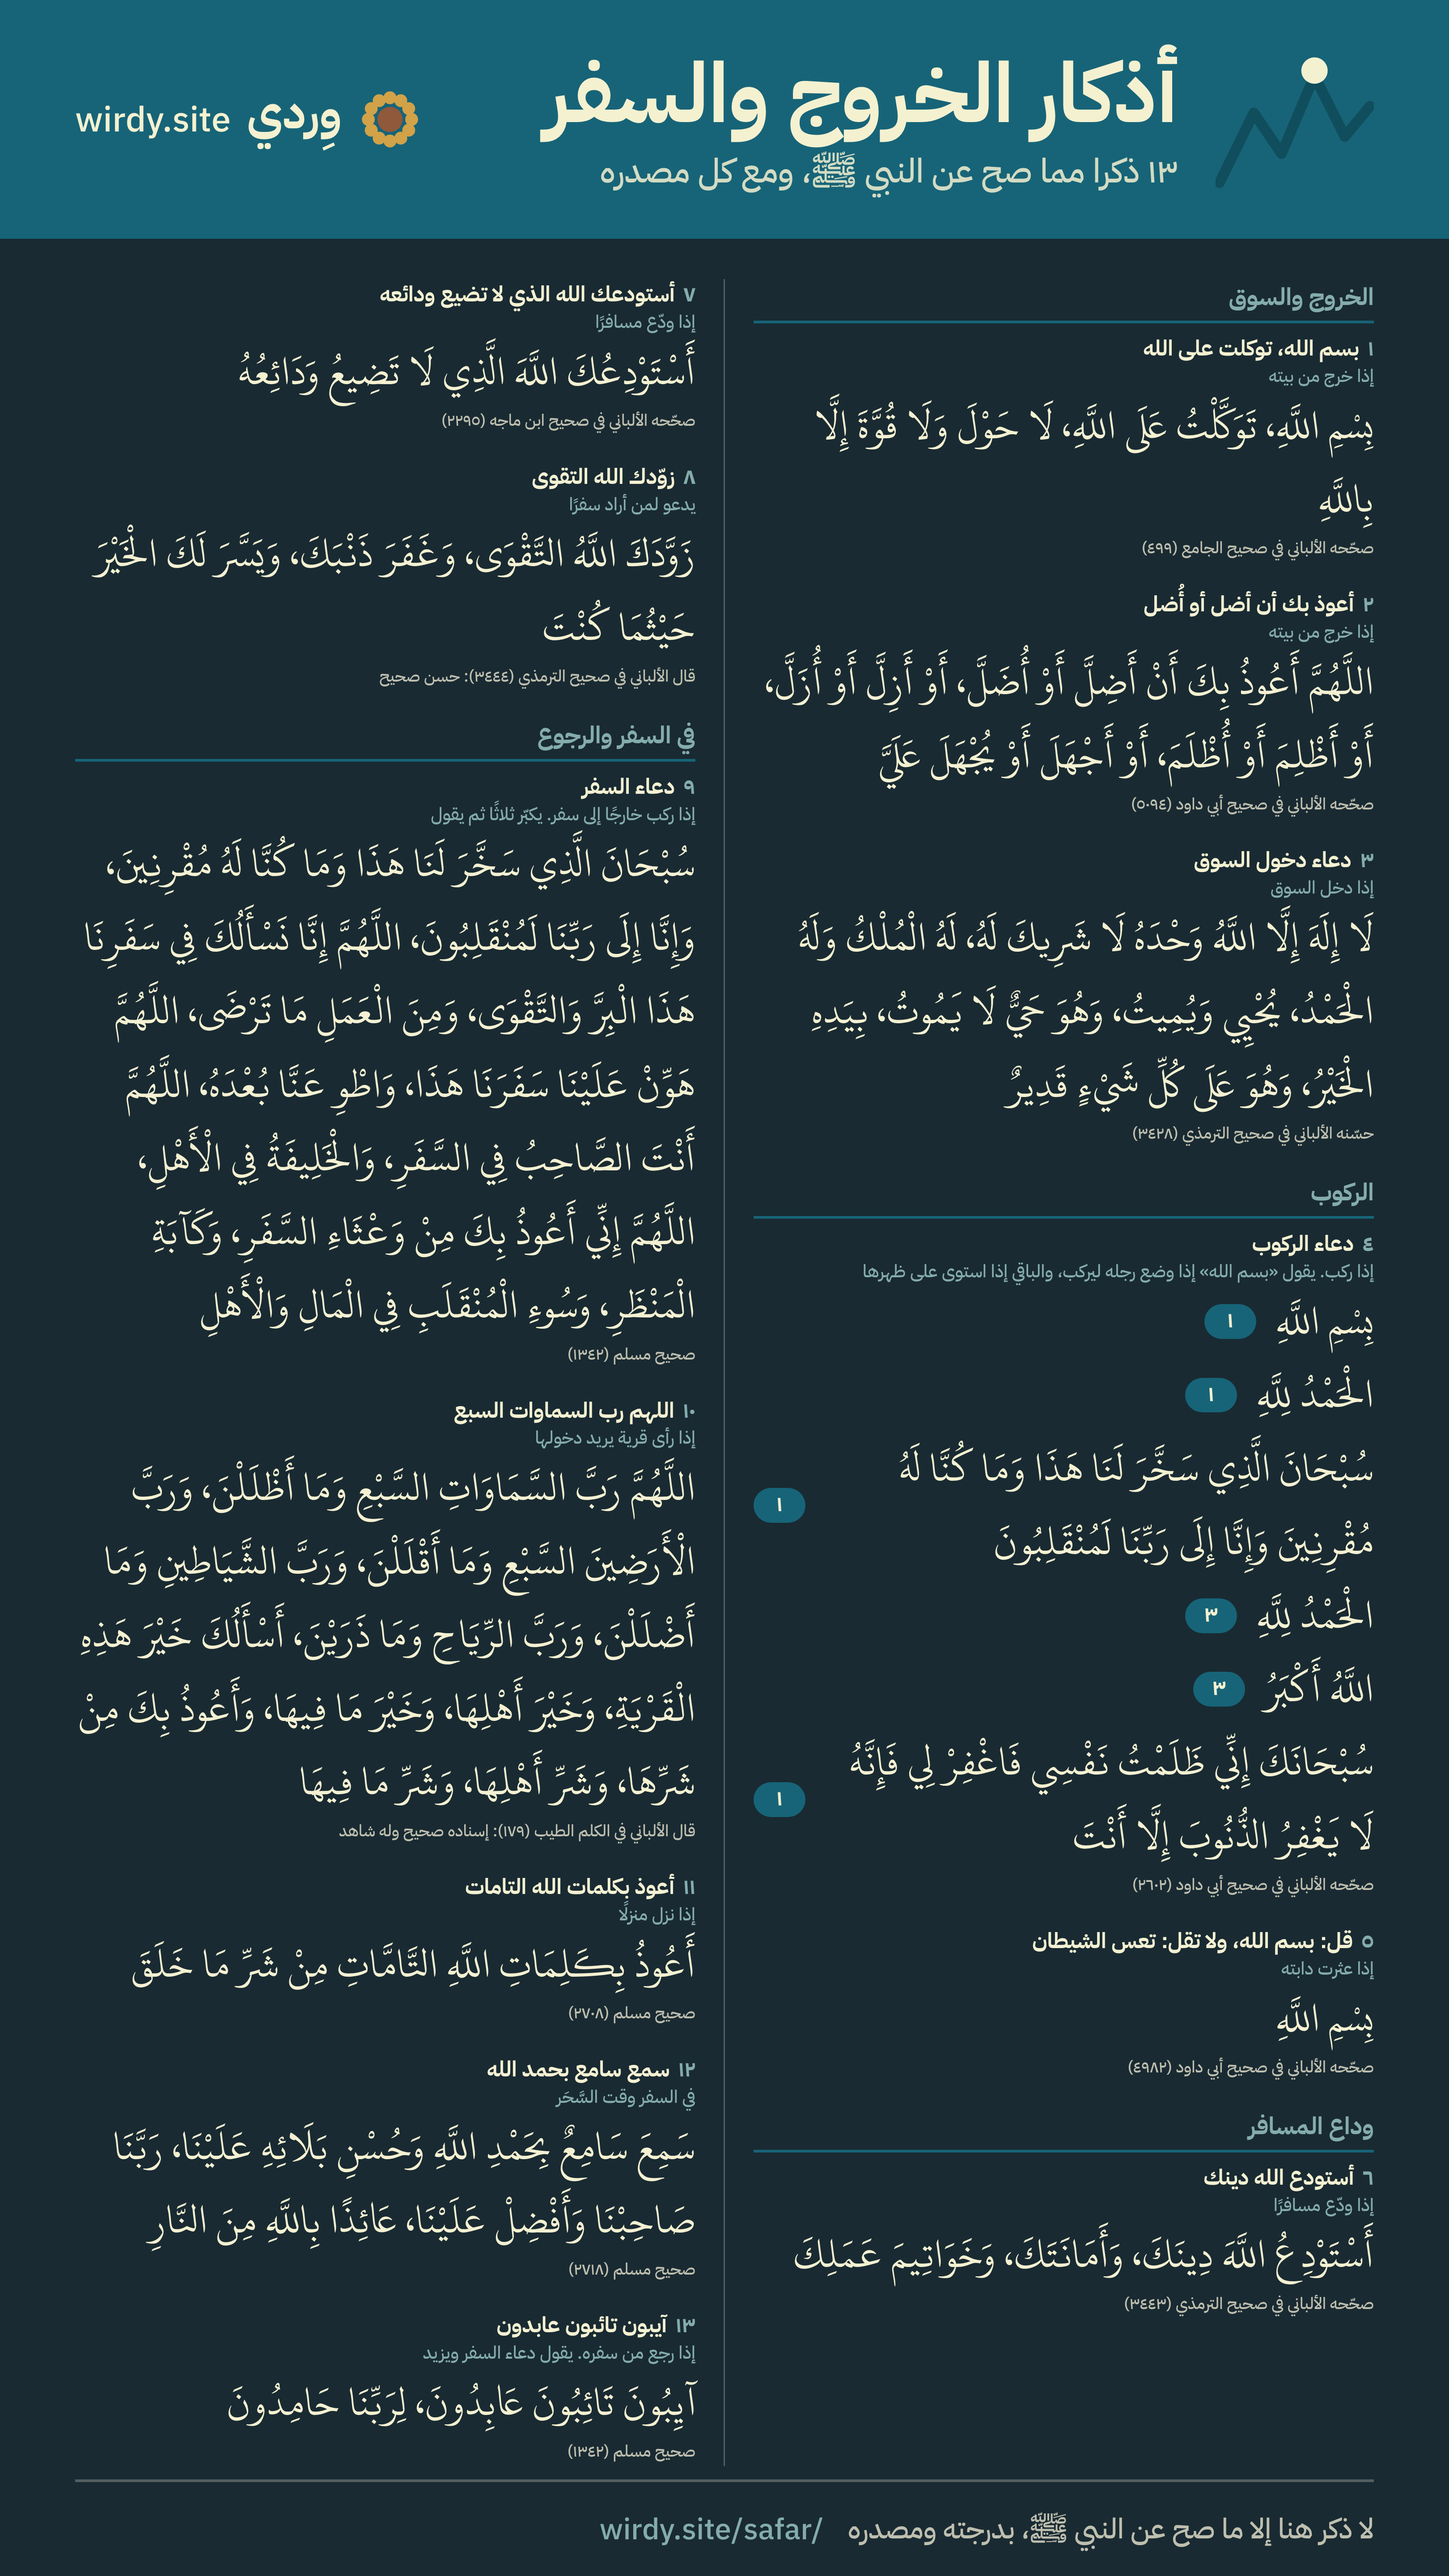 أذكار الخروج والسفر
١٣ ذكرا مما صح عن النبي ﷺ، ومع كل مصدره
وِردي wirdy.site
الخروج والسوق
١ بسم الله، توكلت على الله
إذا خرج من بيته
بِسْمِ اللَّهِ، تَوَكَّلْتُ عَلَى اللَّهِ، لَا حَوْلَ وَلَا قُوَّةَ إِلَّا
بِاللَّهِ
صحّحه الألباني في صحيح الجامع (٤٩٩)
٢ أعوذ بك أن أضل أو أُضل
إذا خرج من بيته
اللَّهُمَّ أَعُوذُ بِكَ أَنْ أَضِلَّ أَوْ أُضَلَّ، أَوْ أَزِلَّ أَوْ أُزَلَّ،
أَوْ أَظْلِمَ أَوْ أُظْلَمَ، أَوْ أَجْهَلَ أَوْ يُجْهَلَ عَلَيَّ
صحّحه الألباني في صحيح أبي داود (٥٠٩٤)
٣ دعاء دخول السوق
إذا دخل السوق
لَا إِلَهَ إِلَّا اللَّهُ وَحْدَهُ لَا شَرِيكَ لَهُ، لَهُ الْمُلْكُ وَلَهُ
الْحَمْدُ، يُحْيِي وَيُمِيتُ، وَهُوَ حَيٌّ لَا يَمُوتُ، بِيَدِهِ
الْخَيْرُ، وَهُوَ عَلَى كُلِّ شَيْءٍ قَدِيرٌ
حسّنه الألباني في صحيح الترمذي (٣٤٢٨)
الركوب
٤ دعاء الركوب
إذا ركب. يقول «بسم الله» إذا وضع رجله ليركب، والباقي إذا استوى على ظهرها
بِسْمِ اللَّهِ ١
الْحَمْدُ لِلَّهِ ١
سُبْحَانَ الَّذِي سَخَّرَ لَنَا هَذَا وَمَا كُنَّا لَهُ
مُقْرِنِينَ وَإِنَّا إِلَى رَبِّنَا لَمُنْقَلِبُونَ ١
الْحَمْدُ لِلَّهِ ٣
اللَّهُ أَكْبَرُ ٣
سُبْحَانَكَ إِنِّي ظَلَمْتُ نَفْسِي فَاغْفِرْ لِي فَإِنَّهُ
لَا يَغْفِرُ الذُّنُوبَ إِلَّا أَنْتَ ١
صحّحه الألباني في صحيح أبي داود (٢٦٠٢)
٥ قل: بسم الله، ولا تقل: تعس الشيطان
إذا عثرت دابته
بِسْمِ اللَّهِ
صحّحه الألباني في صحيح أبي داود (٤٩٨٢)
وداع المسافر
٦ أستودع الله دينك
إذا ودّع مسافرًا
أَسْتَوْدِعُ اللَّهَ دِينَكَ، وَأَمَانَتَكَ، وَخَوَاتِيمَ عَمَلِكَ
صحّحه الألباني في صحيح الترمذي (٣٤٤٣)
٧ أستودعك الله الذي لا تضيع ودائعه
إذا ودّع مسافرًا
أَسْتَوْدِعُكَ اللَّهَ الَّذِي لَا تَضِيعُ وَدَائِعُهُ
صحّحه الألباني في صحيح ابن ماجه (٢٢٩٥)
٨ زوّدك الله التقوى
يدعو لمن أراد سفرًا
زَوَّدَكَ اللَّهُ التَّقْوَى، وَغَفَرَ ذَنْبَكَ، وَيَسَّرَ لَكَ الْخَيْرَ
حَيْثُمَا كُنْتَ
قال الألباني في صحيح الترمذي (٣٤٤٤): حسن صحيح
في السفر والرجوع
٩ دعاء السفر
إذا ركب خارجًا إلى سفر. يكبّر ثلاثًا ثم يقول
سُبْحَانَ الَّذِي سَخَّرَ لَنَا هَذَا وَمَا كُنَّا لَهُ مُقْرِنِينَ،
وَإِنَّا إِلَى رَبِّنَا لَمُنْقَلِبُونَ، اللَّهُمَّ إِنَّا نَسْأَلُكَ فِي سَفَرِنَا
هَذَا الْبِرَّ وَالتَّقْوَى، وَمِنَ الْعَمَلِ مَا تَرْضَى، اللَّهُمَّ
هَوِّنْ عَلَيْنَا سَفَرَنَا هَذَا، وَاطْوِ عَنَّا بُعْدَهُ، اللَّهُمَّ
أَنْتَ الصَّاحِبُ فِي السَّفَرِ، وَالْخَلِيفَةُ فِي الْأَهْلِ،
اللَّهُمَّ إِنِّي أَعُوذُ بِكَ مِنْ وَعْثَاءِ السَّفَرِ، وَكَآبَةِ
الْمَنْظَرِ، وَسُوءِ الْمُنْقَلَبِ فِي الْمَالِ وَالْأَهْلِ
صحيح مسلم (١٣٤٢)
١٠ اللهم رب السماوات السبع
إذا رأى قرية يريد دخولها
اللَّهُمَّ رَبَّ السَّمَاوَاتِ السَّبْعِ وَمَا أَظْلَلْنَ، وَرَبَّ
الْأَرَضِينَ السَّبْعِ وَمَا أَقْلَلْنَ، وَرَبَّ الشَّيَاطِينِ وَمَا
أَضْلَلْنَ، وَرَبَّ الرِّيَاحِ وَمَا ذَرَيْنَ، أَسْأَلُكَ خَيْرَ هَذِهِ
الْقَرْيَةِ، وَخَيْرَ أَهْلِهَا، وَخَيْرَ مَا فِيهَا، وَأَعُوذُ بِكَ مِنْ
شَرِّهَا، وَشَرِّ أَهْلِهَا، وَشَرِّ مَا فِيهَا
قال الألباني في الكلم الطيب (١٧٩): إسناده صحيح وله شاهد
١١ أعوذ بكلمات الله التامات
إذا نزل منزلًا
أَعُوذُ بِكَلِمَاتِ اللَّهِ التَّامَّاتِ مِنْ شَرِّ مَا خَلَقَ
صحيح مسلم (٢٧٠٨)
١٢ سمع سامع بحمد الله
في السفر وقت السَّحَر
سَمِعَ سَامِعٌ بِحَمْدِ اللَّهِ وَحُسْنِ بَلَائِهِ عَلَيْنَا، رَبَّنَا
صَاحِبْنَا وَأَفْضِلْ عَلَيْنَا، عَائِذًا بِاللَّهِ مِنَ النَّارِ
صحيح مسلم (٢٧١٨)
١٣ آيبون تائبون عابدون
إذا رجع من سفره. يقول دعاء السفر ويزيد
آيِبُونَ تَائِبُونَ عَابِدُونَ، لِرَبِّنَا حَامِدُونَ
صحيح مسلم (١٣٤٢)
لا ذكر هنا إلا ما صح عن النبي ﷺ، بدرجته ومصدره wirdy.site/safar/